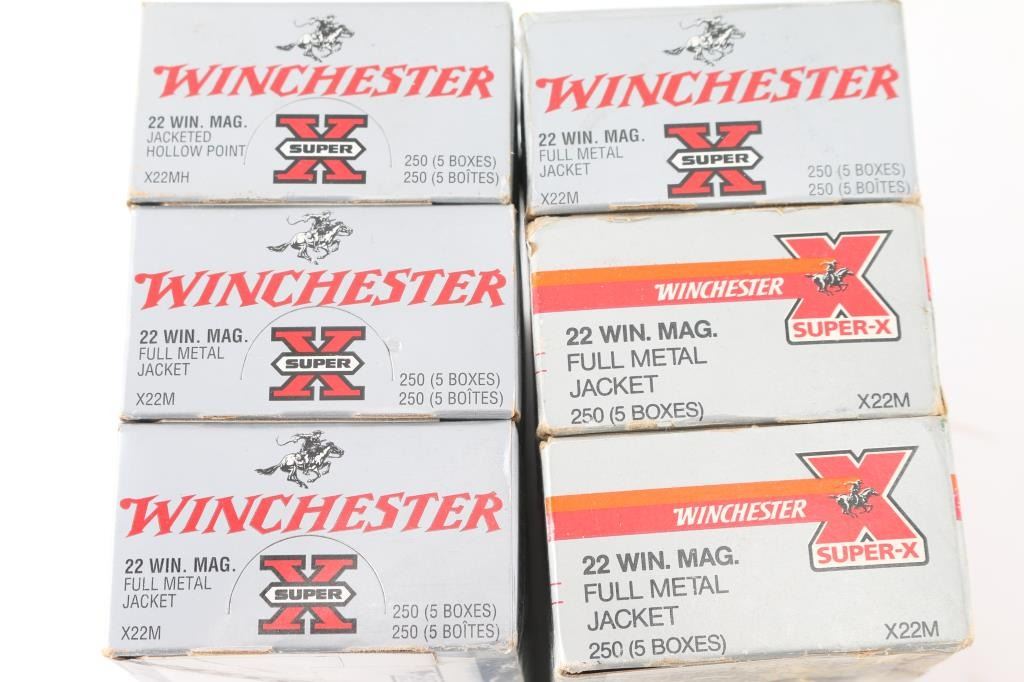 WINCHESTER
22 WIN. MAG.
JACKETED
HOLLOW POINT
X22MH
X
SUPER
250 (5 BOXES)
250 (5 BOÎTES)
WINCHESTER
22 WIN. MAG.
FULL METAL
JACKET
X22M
X
SUPER
250 (5 BOXES)
250 (5 BOÎTES)
WINCHESTER
22 WIN. MAG.
FULL METAL
JACKET
X22M
X
SUPER
250 (5 BOXES)
250 (5 BOÎTES)
WINCHESTER
X
SUPER-X
22 WIN. MAG.
FULL METAL
JACKET
250 (5 BOXES)
X22M
WINCHESTER
22 WIN. MAG.
FULL METAL
JACKET
X22M
X
SUPER
250 (5 BOXES)
250 (5 BOÎTES)
WINCHESTER
X
SUPER-X
22 WIN. MAG.
FULL METAL
JACKET
250 (5 BOXES)
X22M